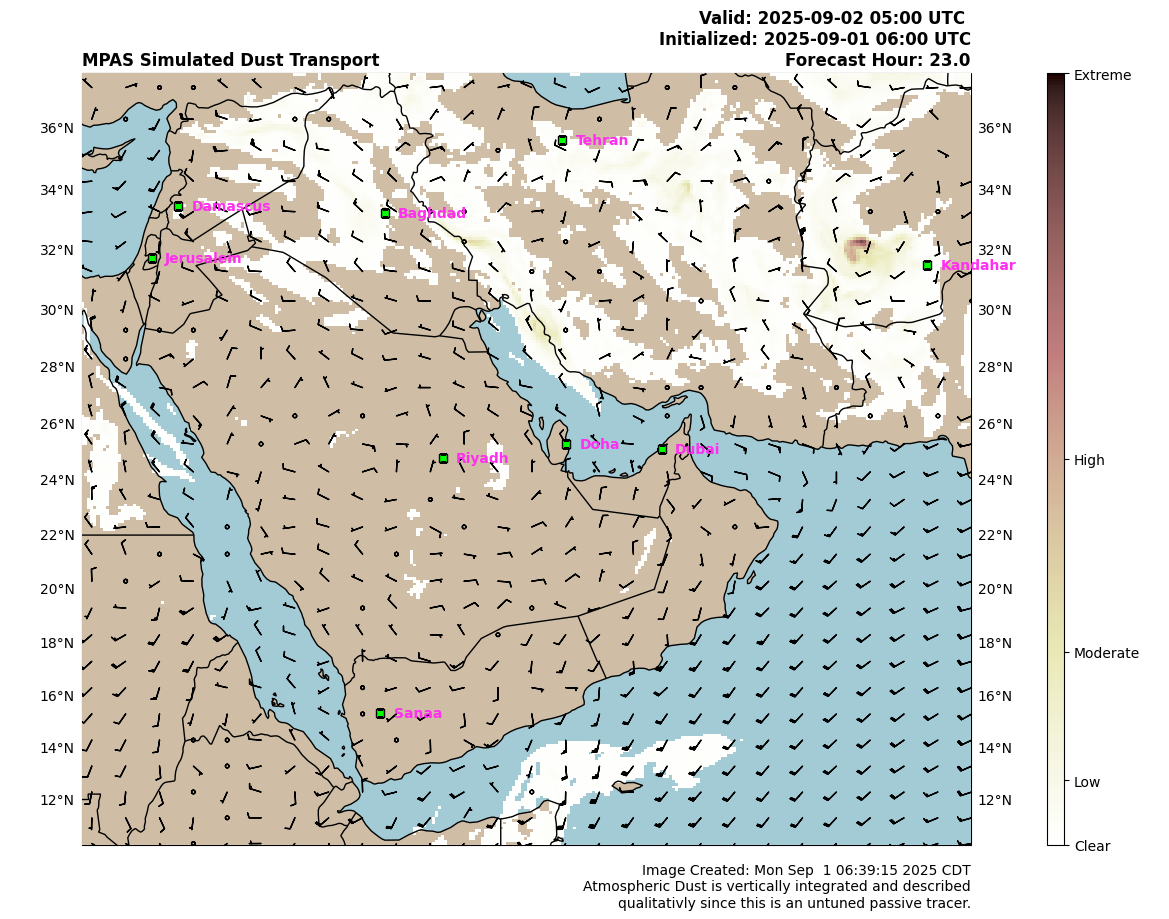 Valid: 2025-09-02 05:00 UTC
Initialized: 2025-09-01 06:00 UTC
MPAS Simulated Dust Transport
Forecast Hour: 23.0
Extreme
36°N
36°N
Tehran
34°N
34°N
Damascus
Baghdad
32°N
32°N
Jerusalem
Kandahar
30°N
30°N
28°N
28°N
26°N
26°N
Doha
Dubai
Riyadh
High
24°N
24°N
22°N
22°N
20°N
20°N
18°N
18°N
Moderate
16°N
16°N
Sanaa
14°N
14°N
Low
12°N
12°N
Clear
Image Created: Mon Sep  1 06:39:15 2025 CDT
Atmospheric Dust is vertically integrated and described
qualitativly since this is an untuned passive tracer.